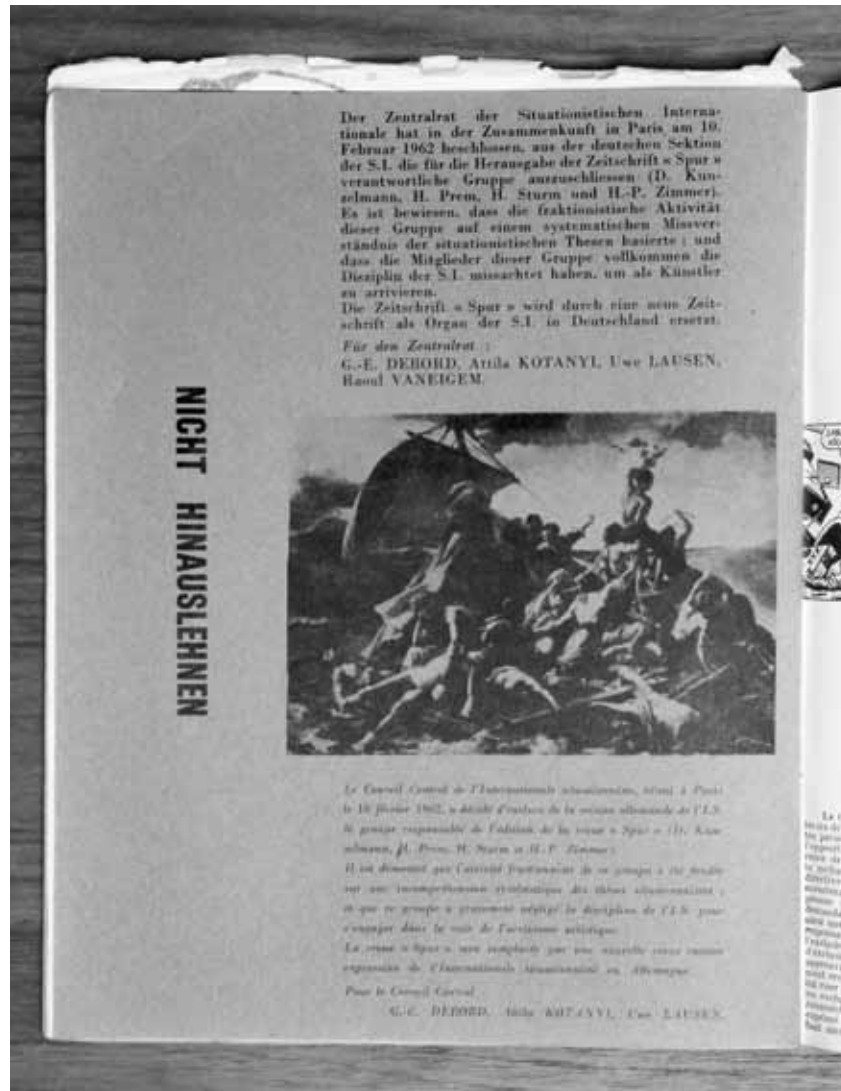 Der Zentralrat der Situationistischen Interna-
tionale hat in der Zusammenkunft in Paris am 10.
Februar 1962 beschlossen, aus der deutschen Sektion
der S.I. die für die Herausgabe der Zeitschrift « Spur »
verantwortliche Gruppe auszuschliessen (D. Kun-
zelmann, H. Prem, H. Sturm und H.-P. Zimmer).
Es ist bewiesen, dass die fraktionistische Aktivität
dieser Gruppe auf einem systematischen Missver-
ständnis der situationistischen Thesen basierte ; und
dass die Mitglieder dieser Gruppe vollkommen die
Disziplin der S.I. missachtet haben, um als Künstler
zu arrivieren.
Die Zeitschrift « Spur » wird durch eine neue Zeit-
schrift als Organ der S.I. in Deutschland ersetzt.
Für den Zentralrat :
G.-E. DEBORD, Attila KOTANYI, Uwe LAUSEN,
Raoul VANEIGEM.
NICHT HINAUSLEHNEN
Le Conseil Central de l'Internationale situationniste, réuni à Paris
le 10 février 1962, a décidé d'exclure de la section allemande de l'I.S.
le groupe responsable de l'édition de la revue « Spur » (D. Kun-
zelmann, H. Prem, H. Sturm et H.-P. Zimmer).
Il est démontré que l'activité fractionniste de ce groupe a été fondée
sur une incompréhension systématique des thèses situationnistes ;
et que ce groupe a gravement négligé la discipline de l'I.S. pour
s'engager dans la voie de l'arrivisme artistique.
La revue « Spur » sera remplacée par une nouvelle revue comme
expression de l'Internationale situationniste en Allemagne.
Pour le Conseil Central
G.-E. DEBORD, Attila KOTANYI, Uwe LAUSEN,